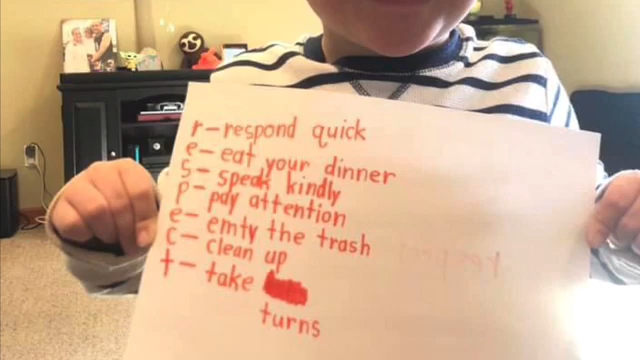 r-respond quick
e-eat your dinner
s-speak kindly
p-pay attention
e-emty the trash
c-clean up
t-take
turns